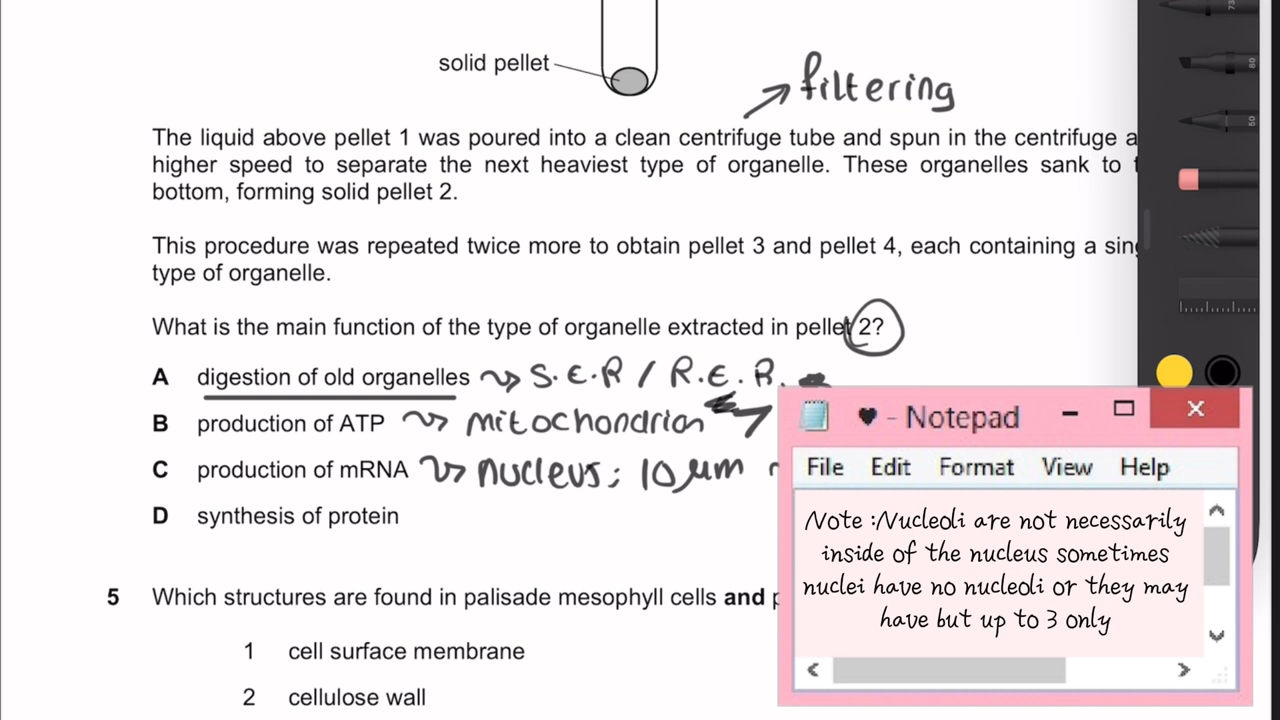 solid pellet
filtering
The liquid above pellet 1 was poured into a clean centrifuge tube and spun in the centrifuge a
higher speed to separate the next heaviest type of organelle. These organelles sank to
bottom, forming solid pellet 2.
This procedure was repeated twice more to obtain pellet 3 and pellet 4, each containing a
type of organelle.
What is the main function of the type of organelle extracted in pellet 2?
A digestion of old organelles S.E.R / R.E.R.
B production of ATP mitochondrion
C production of mRNA nucleus; 10 μm
D synthesis of protein
♥ - Notepad
File Edit Format View Help
Note :Nucleoli are not necessarily
inside of the nucleus sometimes
nuclei have no nucleoli or they may
have but up to 3 only
5 Which structures are found in palisade mesophyll cells and
1 cell surface membrane
2 cellulose wall
80
50